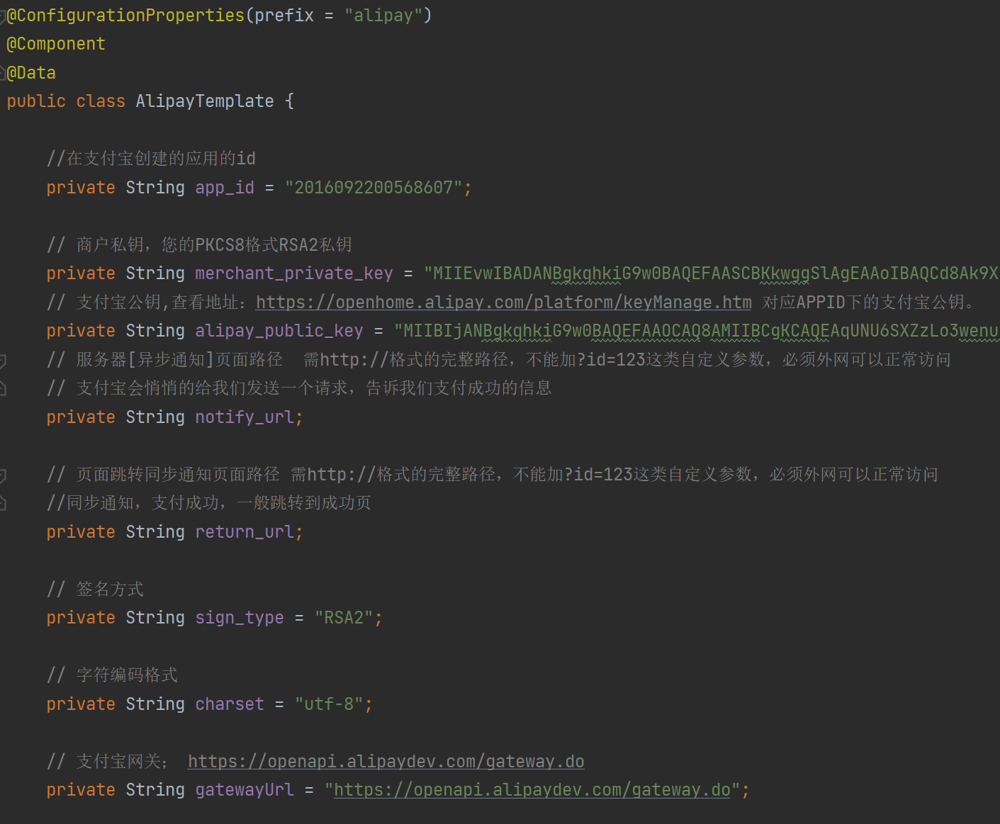 @ConfigurationProperties(prefix = "alipay")
@Component
@Data
public class AlipayTemplate {
//在支付宝创建的应用的id
private String app_id = "2016092200568607";
// 商户私钥，您的PKCS8格式RSA2私钥
private String merchant_private_key = "MIIEvwIBADANBgkqhkiG9w0BAQEFAASCBKkwggSlAgEAAoIBAQCd8Ak9X
// 支付宝公钥,查看地址：https://openhome.alipay.com/platform/keyManage.htm 对应APPID下的支付宝公钥。
private String alipay_public_key = "MIIBIjANBgkqhkiG9w0BAQEFAAOCAQ8AMIIBCgKCAQEAqUNU6SXZzLo3wenu
// 服务器[异步通知]页面路径  需http://格式的完整路径，不能加?id=123这类自定义参数，必须外网可以正常访问
// 支付宝会悄悄的给我们发送一个请求，告诉我们支付成功的信息
private String notify_url;
// 页面跳转同步通知页面路径 需http://格式的完整路径，不能加?id=123这类自定义参数，必须外网可以正常访问
//同步通知，支付成功，一般跳转到成功页
private String return_url;
// 签名方式
private String sign_type = "RSA2";
// 字符编码格式
private String charset = "utf-8";
// 支付宝网关； https://openapi.alipaydev.com/gateway.do
private String gatewayUrl = "https://openapi.alipaydev.com/gateway.do";